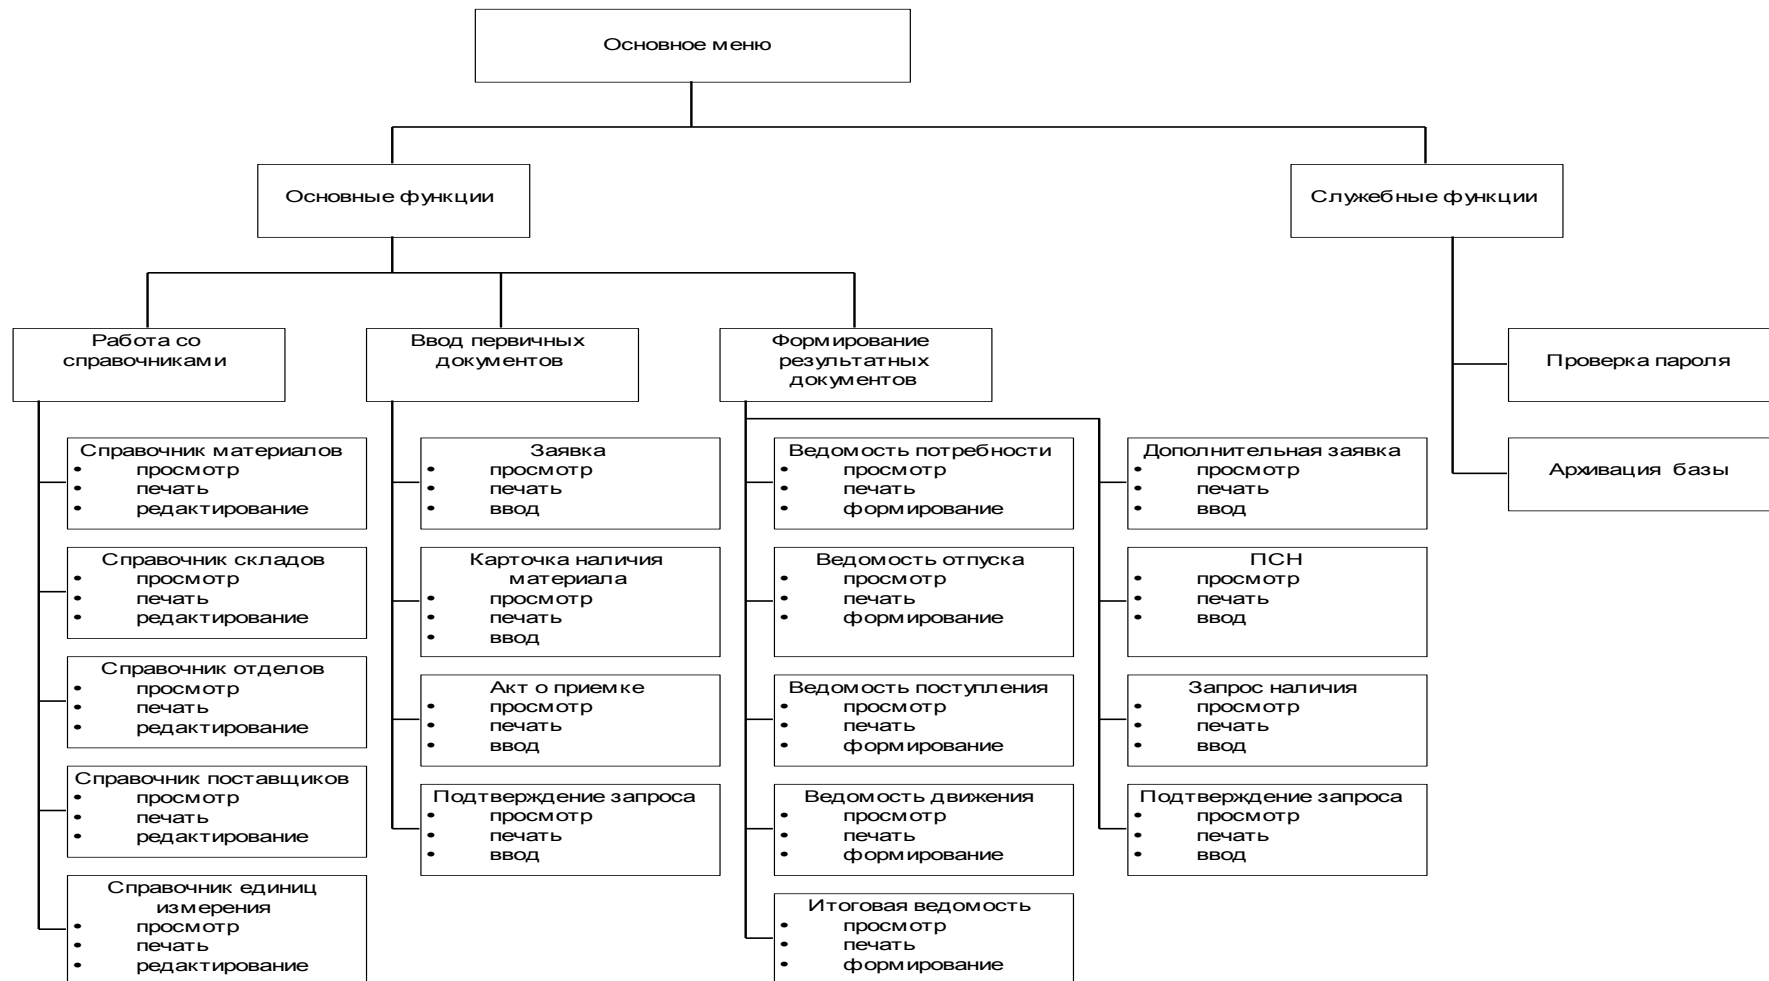 Основное меню
Основные функции
Служебные функции
Работа со
справочниками
Ввод первичных
документов
Формирование
результатных
документов
Проверка пароля
Архивация базы
Справочник материалов
• просмотр
• печать
• редактирование
Справочник складов
• просмотр
• печать
• редактирование
Справочник отделов
• просмотр
• печать
• редактирование
Справочник поставщиков
• просмотр
• печать
• редактирование
Справочник единиц
измерения
• просмотр
• печать
• редактирование
Заявка
• просмотр
• печать
• ввод
Карточка наличия
материала
• просмотр
• печать
• ввод
Акт о приемке
• просмотр
• печать
• ввод
Подтверждение запроса
• просмотр
• печать
• ввод
Ведомость потребности
• просмотр
• печать
• формирование
Ведомость отпуска
• просмотр
• печать
• формирование
Ведомость поступления
• просмотр
• печать
• формирование
Ведомость движения
• просмотр
• печать
• формирование
Итоговая ведомость
• просмотр
• печать
• формирование
Дополнительная заявка
• просмотр
• печать
• ввод
ПСН
• просмотр
• печать
• ввод
Запрос наличия
• просмотр
• печать
• ввод
Подтверждение запроса
• просмотр
• печать
• ввод